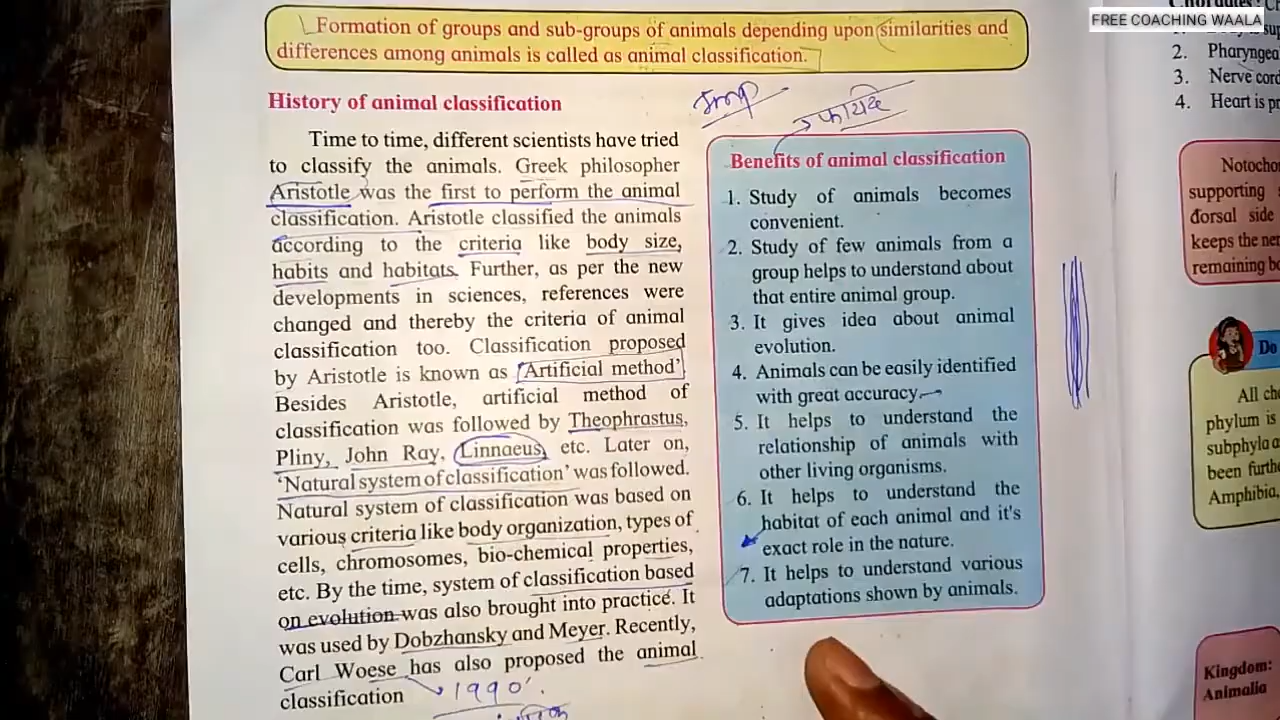 FREE COACHING WAALA
Formation of groups and sub-groups of animals depending upon similarities and
differences among animals is called as animal classification.
History of animal classification
Time to time, different scientists have tried
to classify the animals. Greek philosopher
Aristotle was the first to perform the animal
classification. Aristotle classified the animals
according to the criteria like body size,
habits and habitats. Further, as per the new
developments in sciences, references were
changed and thereby the criteria of animal
classification too. Classification proposed
by Aristotle is known as 'Artificial method'.
Besides Aristotle, artificial method of
classification was followed by Theophrastus,
Pliny, John Ray, Linnaeus, etc. Later on,
'Natural system of classification' was followed.
Natural system of classification was based on
various criteria like body organization, types of
cells, chromosomes, bio-chemical properties,
etc. By the time, system of classification based
on evolution was also brought into practice. It
was used by Dobzhansky and Meyer. Recently,
Carl Woese has also proposed the animal
classification
1990
Benefits of animal classification
1. Study of animals becomes
convenient.
2. Study of few animals from a
group helps to understand about
that entire animal group.
3. It gives idea about animal
evolution.
4. Animals can be easily identified
with great accuracy
5. It helps to understand the
relationship of animals with
other living organisms.
6. It helps to understand the
habitat of each animal and it's
exact role in the nature.
7. It helps to understand various
adaptations shown by animals.
2. Pharyngea
3. Nerve cord
4. Heart is pr
Notocho
supporting
dorsal side
keeps the ner
remaining bo
Do
All cho
phylum is
subphyla a
been furthe
Amphibia,
Kingdom:
Animalia